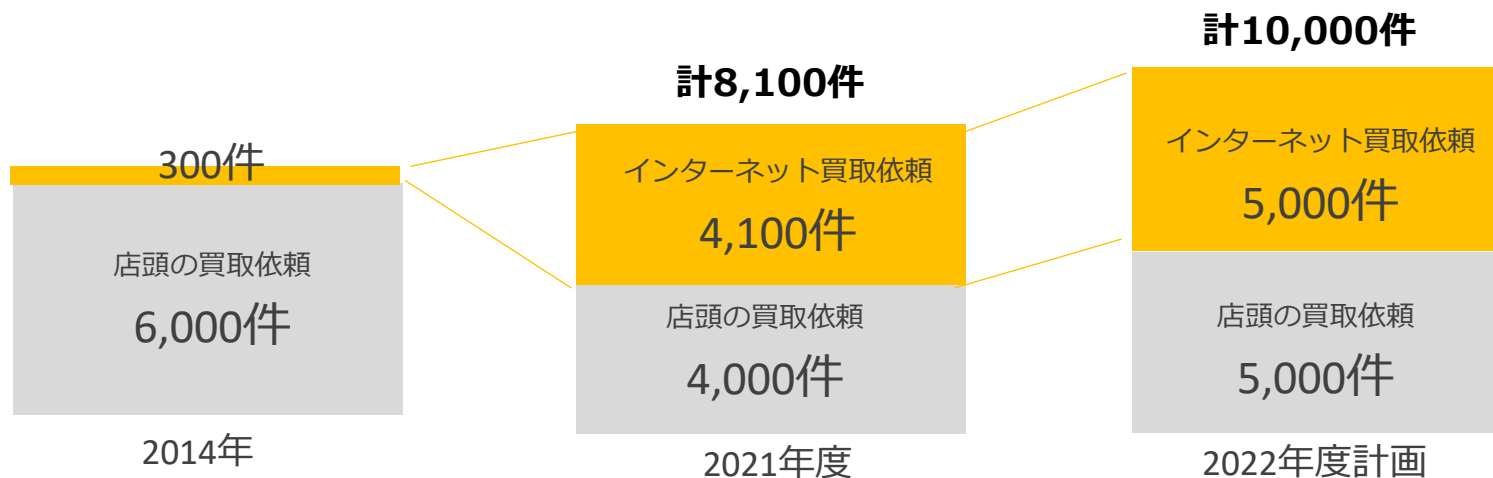 300件
店頭の買取依頼
6,000件
2014年
計8,100件
インターネット買取依頼
4,100件
店頭の買取依頼
4,000件
2021年度
計10,000件
インターネット買取依頼
5,000件
店頭の買取依頼
5,000件
2022年度計画